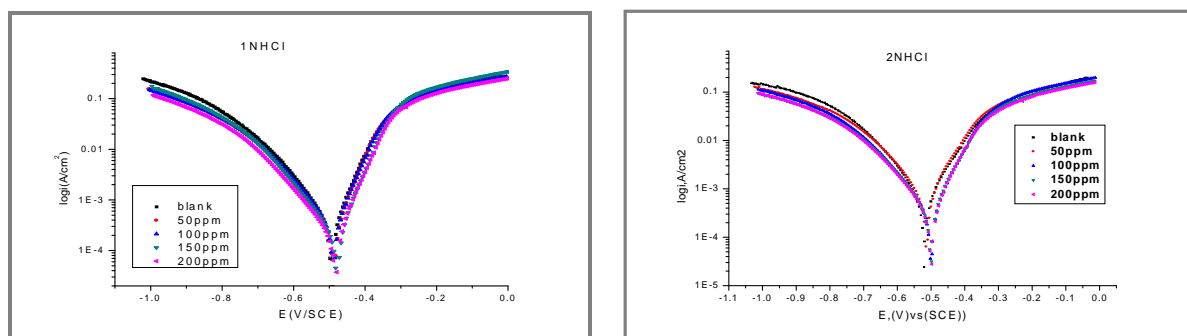 1NHCl
0.1
0.01
1E-3
1E-4
logi(A/cm²)
blank
50ppm
100ppm
150ppm
200ppm
-1.0 -0.8 -0.6 -0.4 -0.2 0.0
E(V/SCE)
2NHCl
0.1
0.01
1E-3
1E-4
1E-5
logi,A/cm2
blank
50ppm
100ppm
150ppm
200ppm
-1.1 -1.0 -0.9 -0.8 -0.7 -0.6 -0.5 -0.4 -0.3 -0.2 -0.1 0.0
E,(V)vs(SCE))